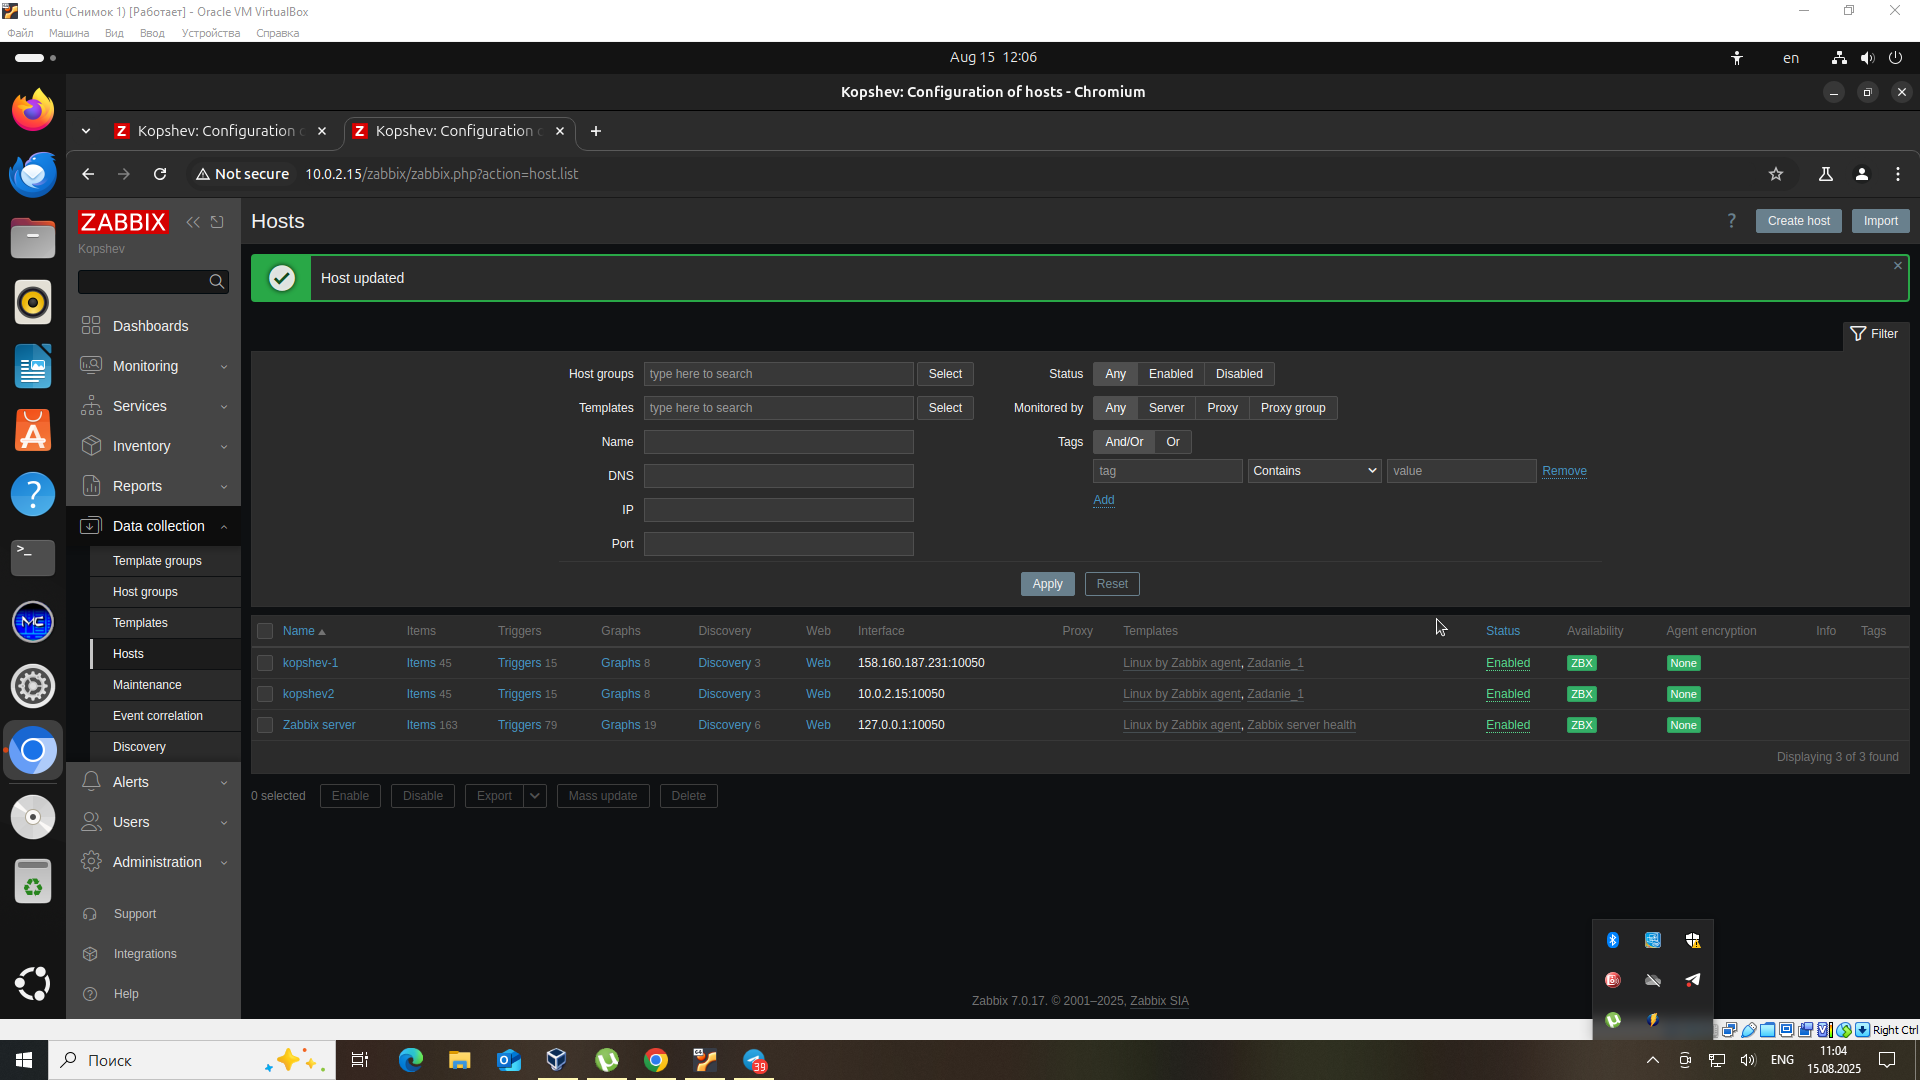 ubuntu (Снимок 1) [Работает] - Oracle VM VirtualBox
Файл Машина Вид Ввод Устройства Справка
Aug 15 12:06
en
Kopshev: Configuration of hosts - Chromium
Kopshev: Configuration
Kopshev: Configuration
Not secure 10.0.2.15/zabbix/zabbix.php?action=host.list
ZABBIX
Kopshev
Hosts
? Create host Import
Host updated
Filter
Dashboards
Monitoring
Services
Inventory
Reports
Data collection
Template groups
Host groups
Templates
Hosts
Maintenance
Event correlation
Discovery
Alerts
Users
Administration
Support
Integrations
Help
Host groups type here to search Select
Templates type here to search Select
Name
DNS
IP
Port
Status Any Enabled Disabled
Monitored by Any Server Proxy Proxy group
Tags And/Or Or
tag Contains value Remove
Add
Apply Reset
Name Items Triggers Graphs Discovery Web Interface Proxy Templates Status Availability Agent encryption Info Tags
kopshev-1 Items 45 Triggers 15 Graphs 8 Discovery 3 Web 158.160.187.231:10050 Linux by Zabbix agent, Zadanie_1 Enabled ZBX None
kopshev2 Items 45 Triggers 15 Graphs 8 Discovery 3 Web 10.0.2.15:10050 Linux by Zabbix agent, Zadanie_1 Enabled ZBX None
Zabbix server Items 163 Triggers 79 Graphs 19 Discovery 6 Web 127.0.0.1:10050 Linux by Zabbix agent, Zabbix server health Enabled ZBX None
Displaying 3 of 3 found
0 selected Enable Disable Export Mass update Delete
Zabbix 7.0.17. © 2001–2025, Zabbix SIA
Right Ctrl
Поиск
39
ENG
11:04
15.08.2025